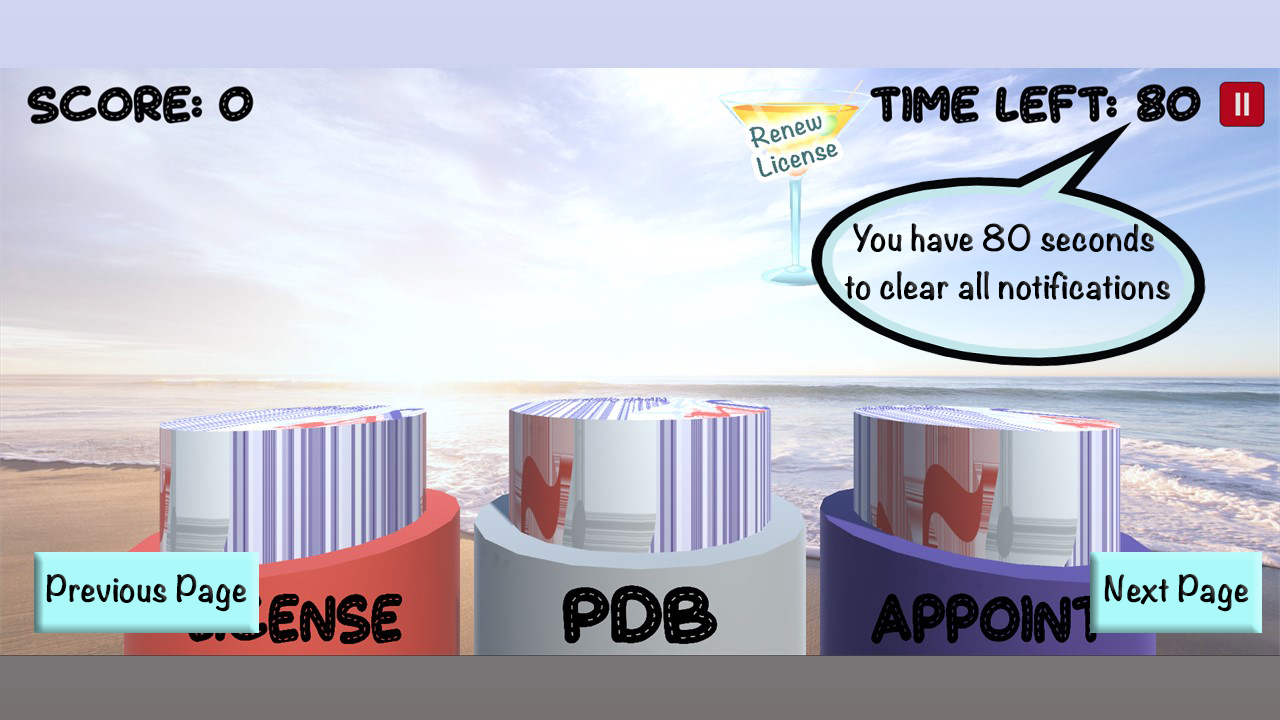 SCORE: 0
TIME LEFT: 80
Renew
License
You have 80 seconds
to clear all notifications
Previous Page
Next Page
PDB